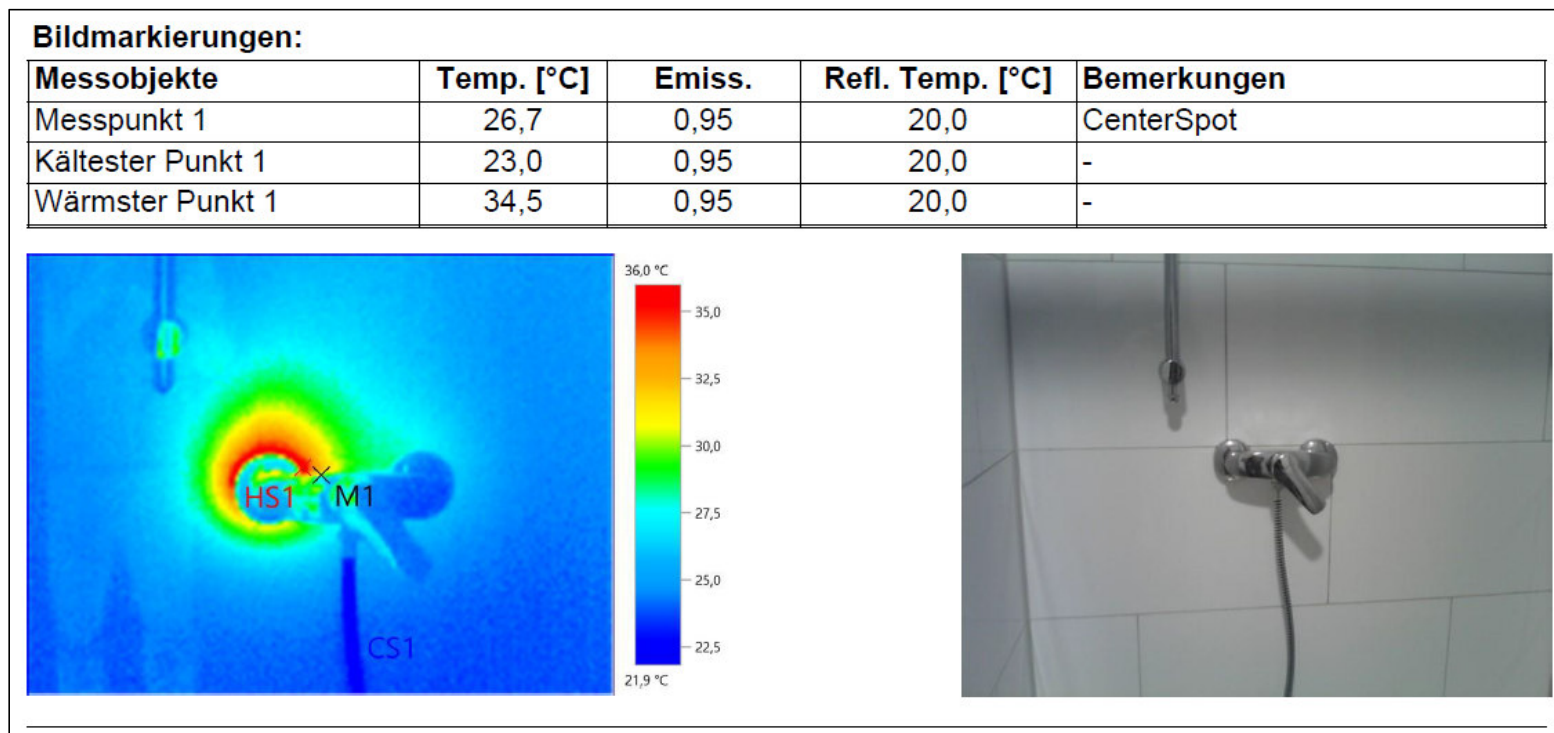 Bildmarkierungen:
Messobjekte Temp. [°C] Emiss. Refl. Temp. [°C] Bemerkungen
Messpunkt 1 26,7 0,95 20,0 CenterSpot
Kältester Punkt 1 23,0 0,95 20,0 -
Wärmster Punkt 1 34,5 0,95 20,0 -
36,0 °C
35,0
32,5
30,0
HS1 M1
27,5
25,0
CS1
22,5
21,9 °C